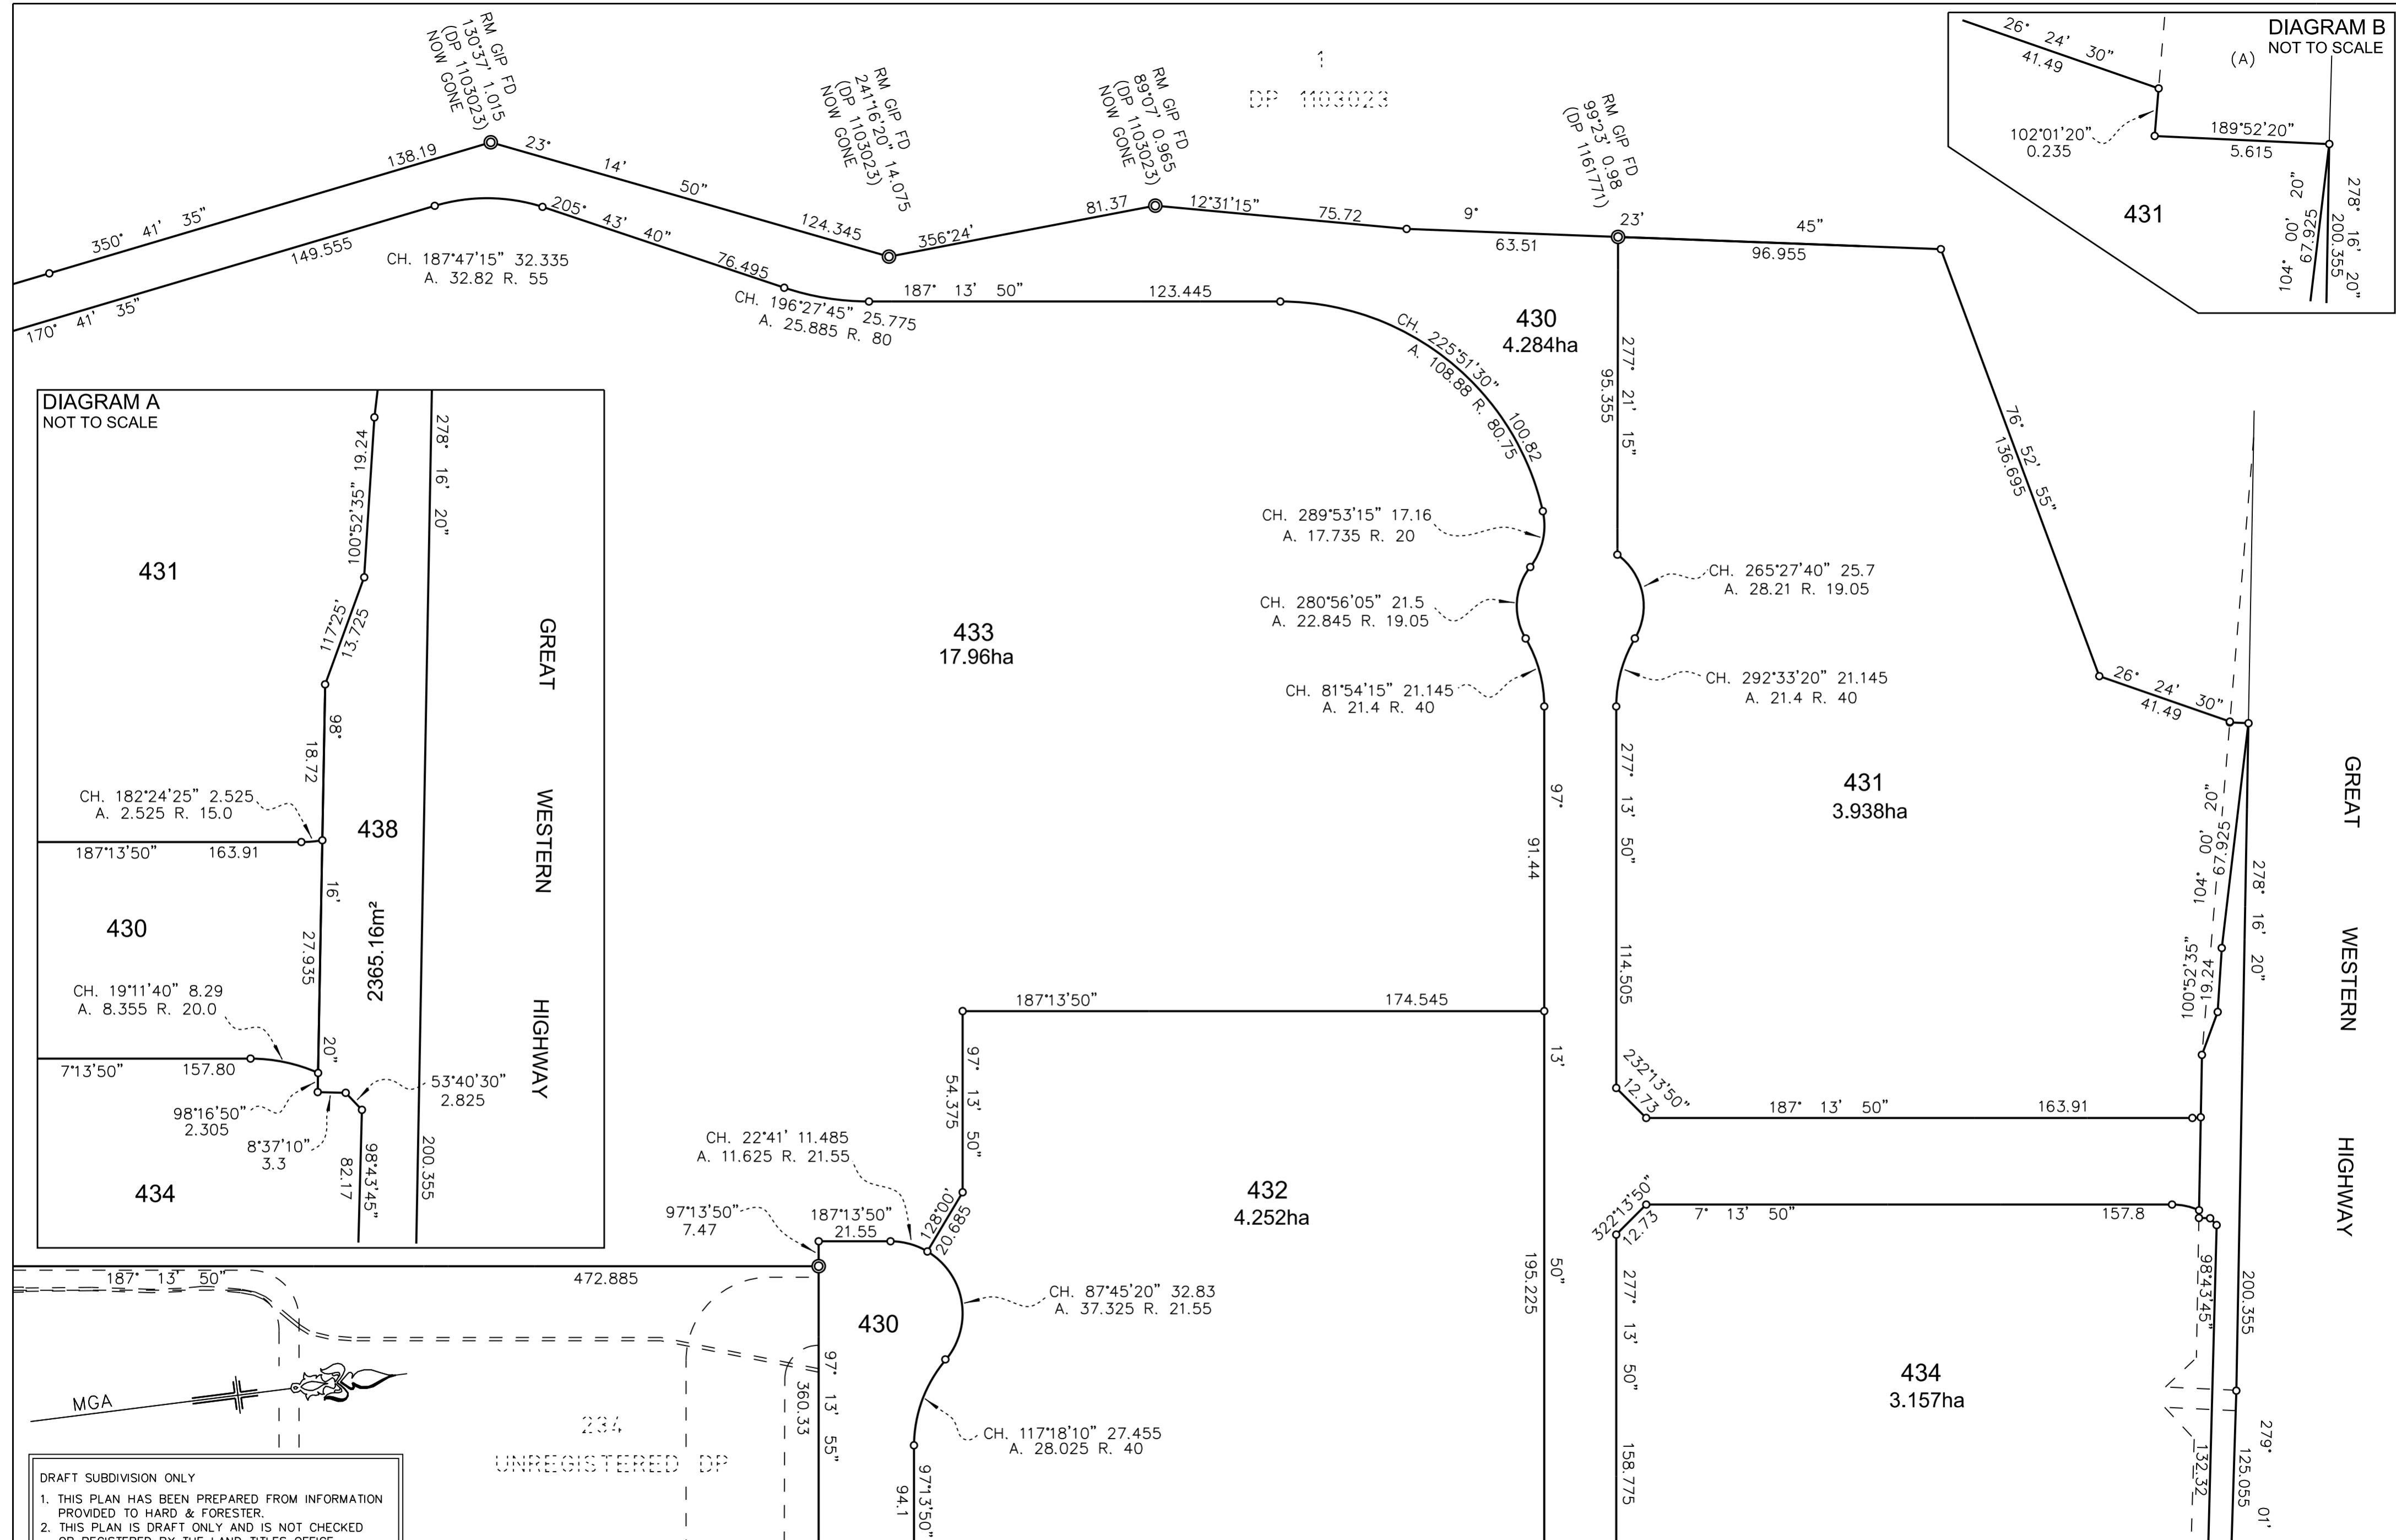 RM GIP FD
130°37' 1.015
(DP 1103023)
NOW GONE
RM GIP FD
241°16'20" 14.075
(DP 1103023)
NOW GONE
RM GIP FD
89°07' 0.965
(DP 1103023)
NOW GONE
1
DP 1103023
RM GIP FD
99°23' 0.98
(DP 1161771)
DIAGRAM B
NOT TO SCALE
(A)
26° 24' 30"
41.49
102°01'20"
0.235
189°52'20"
5.615
431
104° 00' 20"
67.925
278° 16' 20"
200.355
350° 41' 35"
138.19
23° 14' 50"
124.345
356°24'
81.37
12°31'15"
75.72
9° 23' 45"
63.51
96.955
170° 41' 35"
149.555
CH. 187°47'15" 32.335
A. 32.82 R. 55
205° 43' 40"
76.495
CH. 196°27'45" 25.775
A. 25.885 R. 80
187° 13' 50"
123.445
CH. 225°51'30" 100.82
A. 108.88 R. 80.75
430
4.284ha
277° 21' 15"
95.355
76° 52' 55"
136.695
DIAGRAM A
NOT TO SCALE
278° 16' 20"
100°52'35" 19.24
431
117°25'
13.725
GREAT
98° 16' 20"
18.72
CH. 182°24'25" 2.525
A. 2.525 R. 15.0
438
187°13'50" 163.91
WESTERN
430
27.935
2365.16m²
CH. 19°11'40" 8.29
A. 8.355 R. 20.0
HIGHWAY
7°13'50" 157.80
53°40'30"
2.825
98°16'50"
2.305
8°37'10"
3.3
98°43'45"
82.17
200.355
434
433
17.96ha
CH. 289°53'15" 17.16
A. 17.735 R. 20
CH. 280°56'05" 21.5
A. 22.845 R. 19.05
CH. 81°54'15" 21.145
A. 21.4 R. 40
CH. 265°27'40" 25.7
A. 28.21 R. 19.05
CH. 292°33'20" 21.145
A. 21.4 R. 40
26° 24' 30"
41.49
431
3.938ha
277° 13' 50"
114.505
97° 13' 50"
91.44
195.225
104° 00' 20"
67.925
100°52'35"
19.24
278° 16' 20"
200.355
GREAT
WESTERN
HIGHWAY
187°13'50" 174.545
97° 13' 50"
54.375
232°13'50"
12.73
187° 13' 50" 163.91
CH. 22°41' 11.485
A. 11.625 R. 21.55
97°13'50"
7.47
187°13'50"
21.55
128°00'
20.685
432
4.252ha
322°13'50"
12.73
7° 13' 50" 157.8
98°43'45"
132.32
187° 13' 50"
472.885
CH. 87°45'20" 32.83
A. 37.325 R. 21.55
430
97° 13' 55"
360.33
277° 13' 50"
158.775
434
3.157ha
MGA
234
UNREGISTERED DP
CH. 117°18'10" 27.455
A. 28.025 R. 40
97°13'50"
94.1
279° 01'
125.055
DRAFT SUBDIVISION ONLY
1. THIS PLAN HAS BEEN PREPARED FROM INFORMATION
PROVIDED TO HARD & FORESTER.
2. THIS PLAN IS DRAFT ONLY AND IS NOT CHECKED
OR REGISTERED BY THE LAND TITLES OFFICE